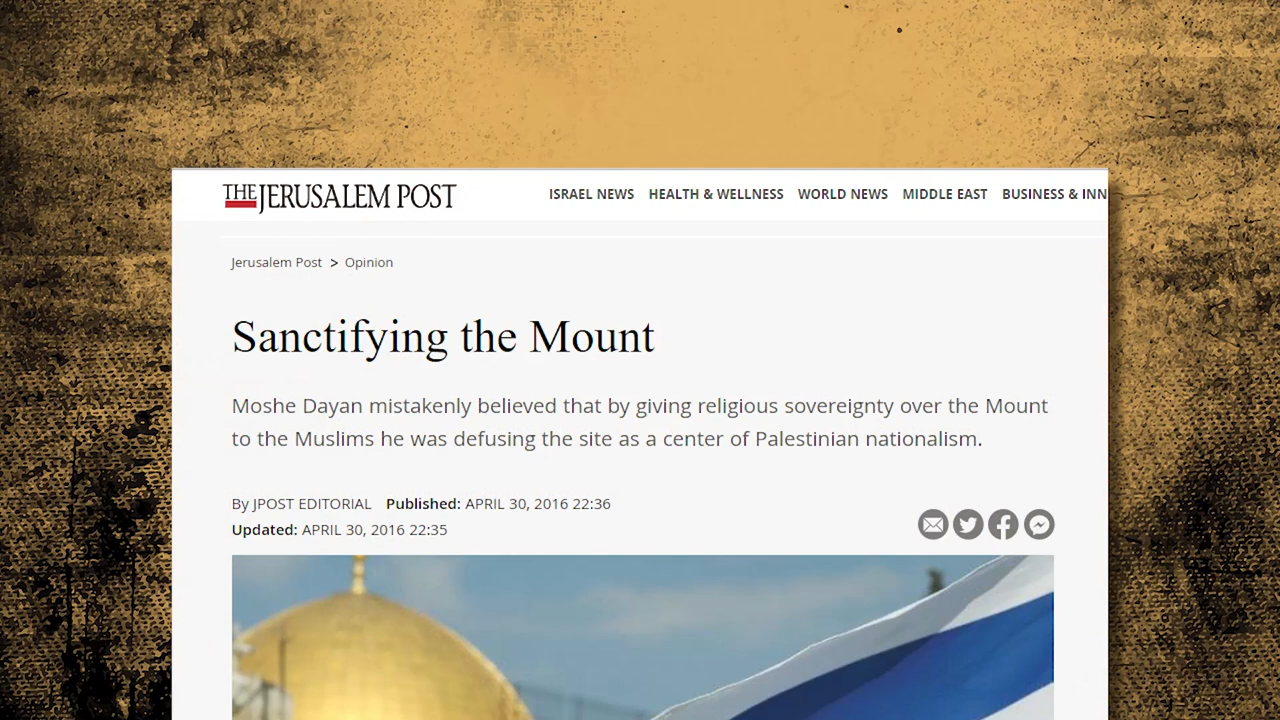 THE JERUSALEM POST
ISRAEL NEWS HEALTH & WELLNESS WORLD NEWS MIDDLE EAST BUSINESS & INN
Jerusalem Post > Opinion
Sanctifying the Mount
Moshe Dayan mistakenly believed that by giving religious sovereignty over the Mount
to the Muslims he was defusing the site as a center of Palestinian nationalism.
By JPOST EDITORIAL Published: APRIL 30, 2016 22:36
Updated: APRIL 30, 2016 22:35